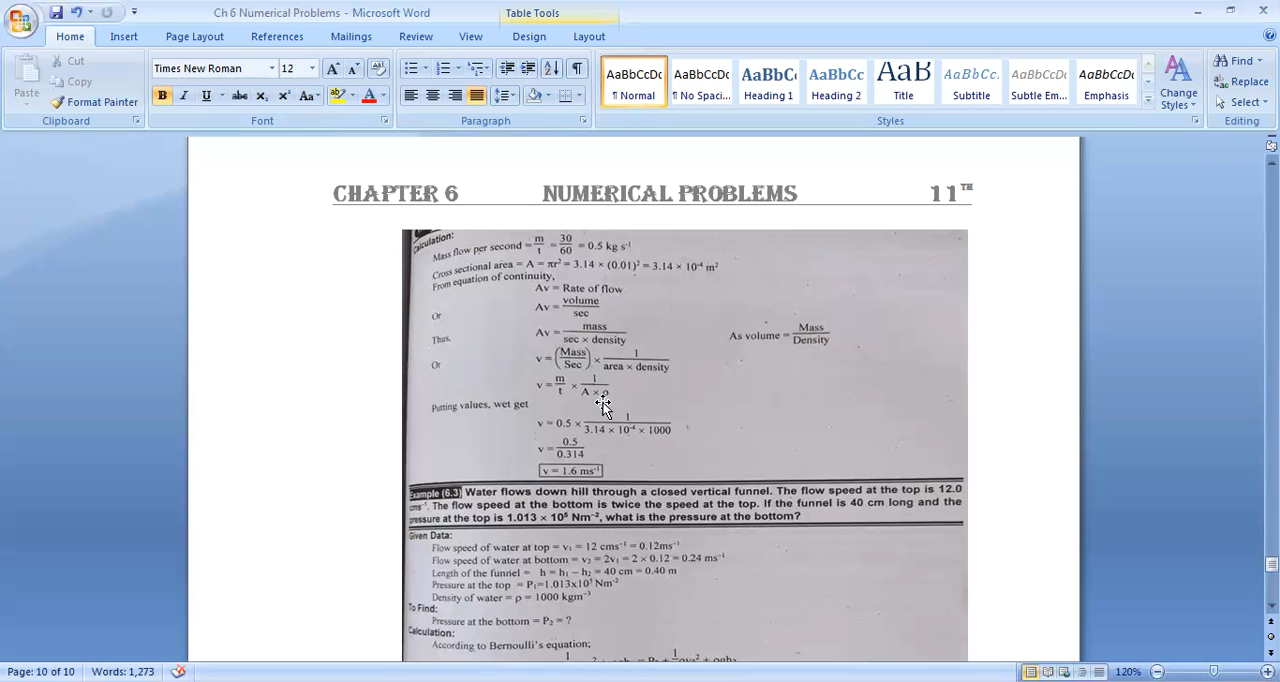 Ch 6 Numerical Problems - Microsoft Word
Table Tools
Home Insert Page Layout References Mailings Review View Design Layout
Paste
Cut
Copy
Format Painter
Clipboard
Times New Roman 12
B I U abc X₂ X² Aa
Font
Paragraph
AaBbCcDc AaBbCcDc AaBbC AaBbCc AaB AaBbCc. AaBbCcDc AaBbCcDc
¶ Normal ¶ No Spaci... Heading 1 Heading 2 Title Subtitle Subtle Em... Emphasis
Change Styles
Styles
Find
Replace
Select
Editing
CHAPTER 6 NUMERICAL PROBLEMS 11TH
Calculation:
Mass flow per second = m/t = 30/60 = 0.5 kg s⁻¹
Cross sectional area = A = πr² = 3.14 × (0.01)² = 3.14 × 10⁻⁴ m²
From equation of continuity,
Av = Rate of flow
Or Av = volume/sec
Thus, Av = mass/(sec × density) As volume = Mass/Density
Or v = (Mass/Sec) × 1/(area × density)
v = m/t × 1/(A × ρ)
Putting values, wet get
v = 0.5 × 1/(3.14 × 10⁻⁴ × 1000)
v = 0.5/0.314
v = 1.6 ms⁻¹
Example (6.3) Water flows down hill through a closed vertical funnel. The flow speed at the top is 12.0
cms⁻¹. The flow speed at the bottom is twice the speed at the top. If the funnel is 40 cm long and the
pressure at the top is 1.013 × 10⁵ Nm⁻², what is the pressure at the bottom?
Given Data:
Flow speed of water at top = v₁ = 12 cms⁻¹ = 0.12ms⁻¹
Flow speed of water at bottom = v₂ = 2v₁ = 2 × 0.12 = 0.24 ms⁻¹
Length of the funnel = h = h₁ – h₂ = 40 cm = 0.40 m
Pressure at the top = P₁=1.013x10⁵ Nm⁻²
Density of water = ρ = 1000 kgm⁻³
To Find:
Pressure at the bottom = P₂ = ?
Calculation:
According to Bernoulli's equation;
Page: 10 of 10 Words: 1,273 120%